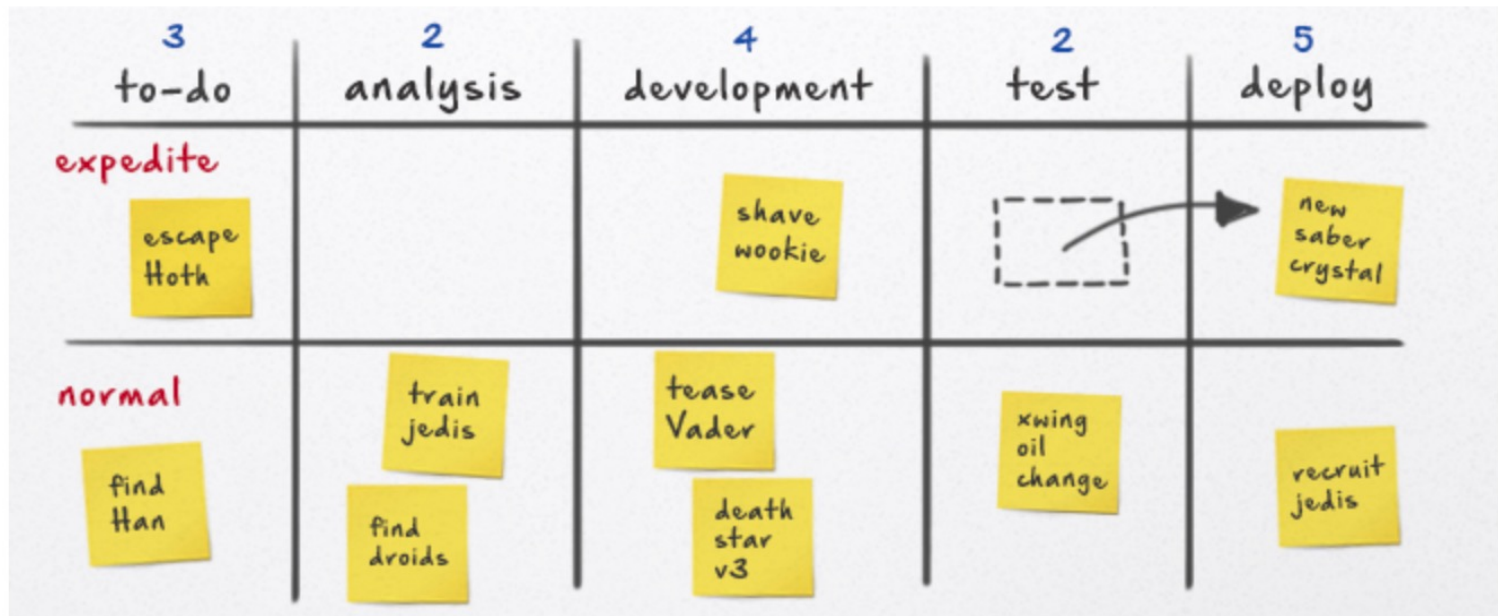 3 2 4 2 5
to-do analysis development test deploy
expedite
escape
Hoth
shave
wookie
new
saber
crystal
normal
find
Han
train
jedis
find
droids
tease
Vader
death
star
v3
xwing
oil
change
recruit
jedis